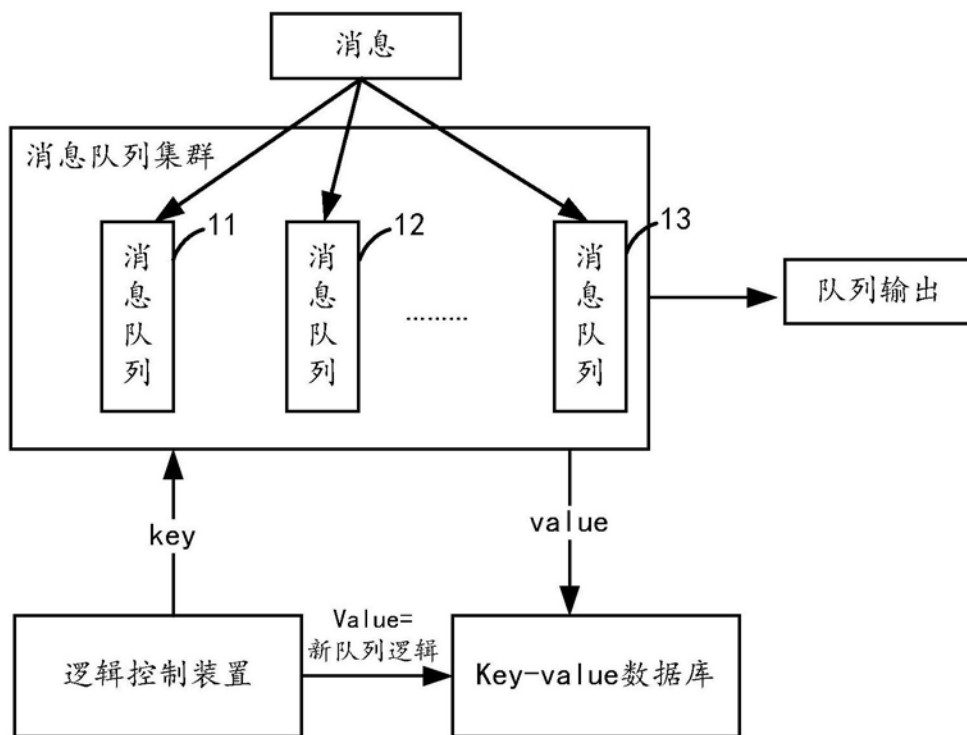 消息
消息队列集群
11
12
13
消息队列
消息队列
………
消息队列
队列输出
key
value
Value=
新队列逻辑
逻辑控制装置
Key-value数据库